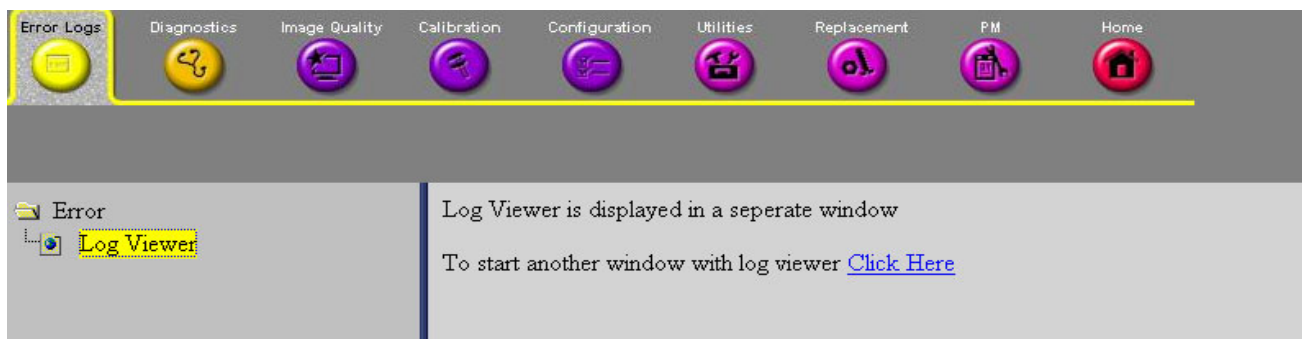 Error Logs Diagnostics Image Quality Calibration Configuration Utilities Replacement PM Home
Error
Log Viewer
Log Viewer is displayed in a seperate window
To start another window with log viewer Click Here